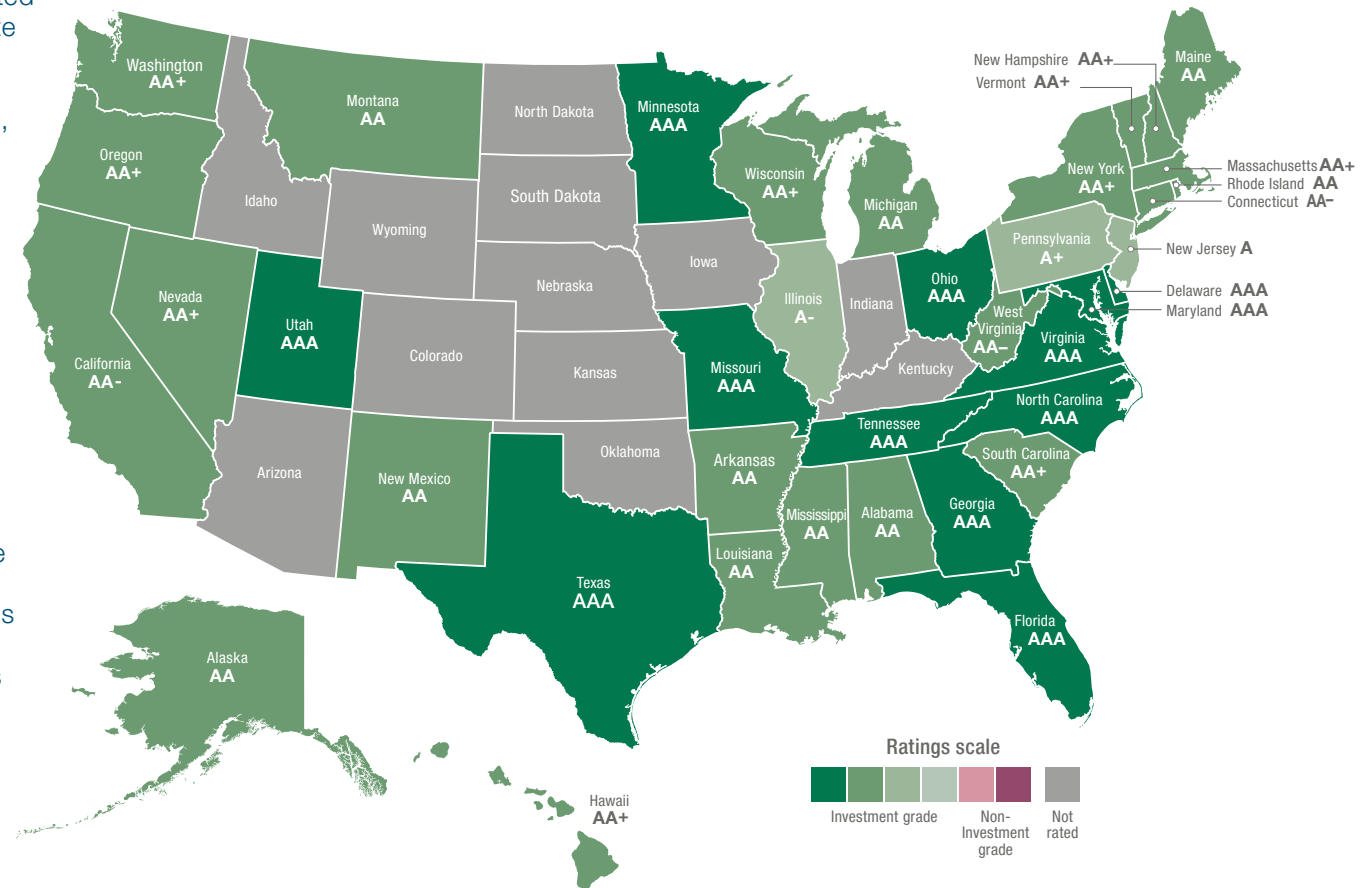 ted
te
,
e
s
s
Washington
AA+
Oregon
AA+
California
AA-
Nevada
AA+
Idaho
Montana
AA
Wyoming
Utah
AAA
Colorado
Arizona
New Mexico
AA
North Dakota
South Dakota
Nebraska
Kansas
Oklahoma
Texas
AAA
Minnesota
AAA
Iowa
Missouri
AAA
Arkansas
AA
Louisiana
AA
Wisconsin
AA+
Illinois
A-
Michigan
AA
Indiana
Ohio
AAA
Kentucky
Tennessee
AAA
Mississippi
AA
Alabama
AA
Georgia
AAA
Florida
AAA
South Carolina
AA+
North Carolina
AAA
Virginia
AAA
West
Virginia
AA–
Pennsylvania
A+
New York
AA+
Maine
AA
New Hampshire AA+
Vermont AA+
Massachusetts AA+
Rhode Island AA
Connecticut AA–
New Jersey A
Delaware AAA
Maryland AAA
Alaska
AA
Hawaii
AA+
Ratings scale
Investment grade
Non-
Investment
grade
Not
rated